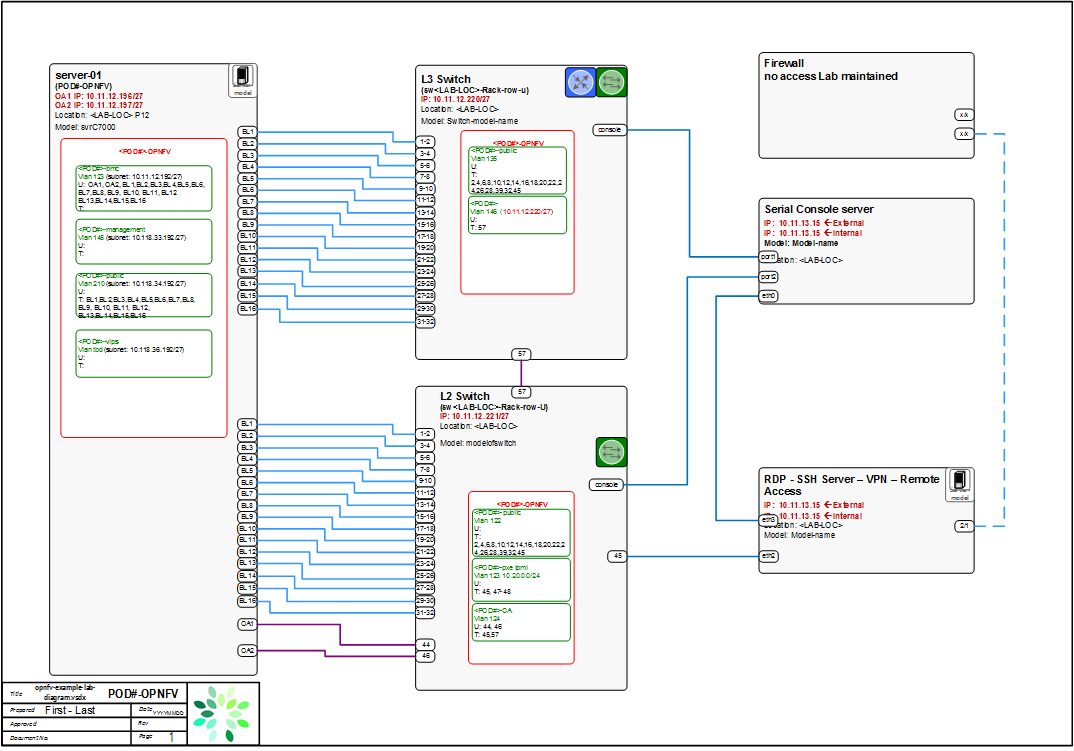 server-01
(POD#-OPNFV)
OA1 IP: 10.11.12.196/27
OA2 IP: 10.11.12.197/27
Location: <LAB-LOC> P12
Model: svrC7000
model
<POD#>-OPNFV
<POD#>-bmc
Vlan 123 (subnet: 10.11.12.192/27)
U: OA1, OA2, BL1,BL2,BL3,BL4,BL5,BL6,
BL7,BL8, BL9, BL10, BL11, BL12
BL13,BL14,BL15,BL16
T:
<POD#>-management
Vlan 145 (subnet: 10.118.33.192/27)
U:
T:
<POD#>-public
Vlan 210 (subnet: 10.118.34.192/27)
U:
T: BL1,BL2,BL3,BL4,BL5,BL6,BL7,BL8,
BL9, BL10, BL11, BL12,
BL13,BL14,BL15,BL16
<POD#>-vips
Vlan tbd (subnet: 10.118.36.192/27)
U:
T:
BL1
BL2
BL3
BL4
BL5
BL6
BL7
BL8
BL9
BL10
BL11
BL12
BL13
BL14
BL15
BL16
BL1
BL2
BL3
BL4
BL5
BL6
BL7
BL8
BL9
BL10
BL11
BL12
BL13
BL14
BL15
BL16
OA1
OA2
L3 Switch
(sw<LAB-LOC>-Rack-row-u)
IP: 10.11.12.220/27
Location: <LAB-LOC>
Model: Switch-model-name
console
1-2
3-4
5-6
7-8
9-10
11-12
13-14
15-16
17-18
19-20
21-22
23-24
25-26
27-28
29-30
31-32
<POD#>-OPNFV
<POD#>-public
Vlan 135
U:
T:
2,4,6,8,10,12,14,16,18,20,22,2
4,26,28,39,32,45
<POD#>-
Vlan 146 (10.11.12.220/27)
U:
T: 57
57
57
L2 Switch
(sw<LAB-LOC>-Rack-row-U)
IP: 10.11.12.221/27
Location: <LAB-LOC>
Model: modelofswitch
console
1-2
3-4
5-6
7-8
9-10
11-12
13-14
15-16
17-18
19-20
21-22
23-24
25-26
27-28
29-30
31-32
44
46
45
<POD#>-OPNFV
<POD#>-public
Vlan 122
U:
T:
2,4,6,8,10,12,14,16,18,20,22,2
4,26,28,39,32,45
<POD#>-pxe ipmi
Vlan 123 10.20.0.0/24
U:
T: 45, 47-48
<POD#>-OA
Vlan 124
U: 44, 46
T: 45,57
Firewall
no access Lab maintained
x/x
x/x
Serial Console server
IP: 10.11.13.15 ←External
IP: 10.11.13.15 ←Internal
Model: Model-name
ation: <LAB-LOC>
port1
port2
eth0
RDP - SSH Server – VPN – Remote
Access
model
IP: 10.11.13.15 ←External
10.11.13.15 ←Internal
ocation: <LAB-LOC>
Model: Model-name
eth3
eth2
2/1
Title opnfv-example-lab-
diagram.vsdx
POD#-OPNFV
Prepared First - Last
Date YYYYMMDD
Approved
Rev
Document No.
Page 1